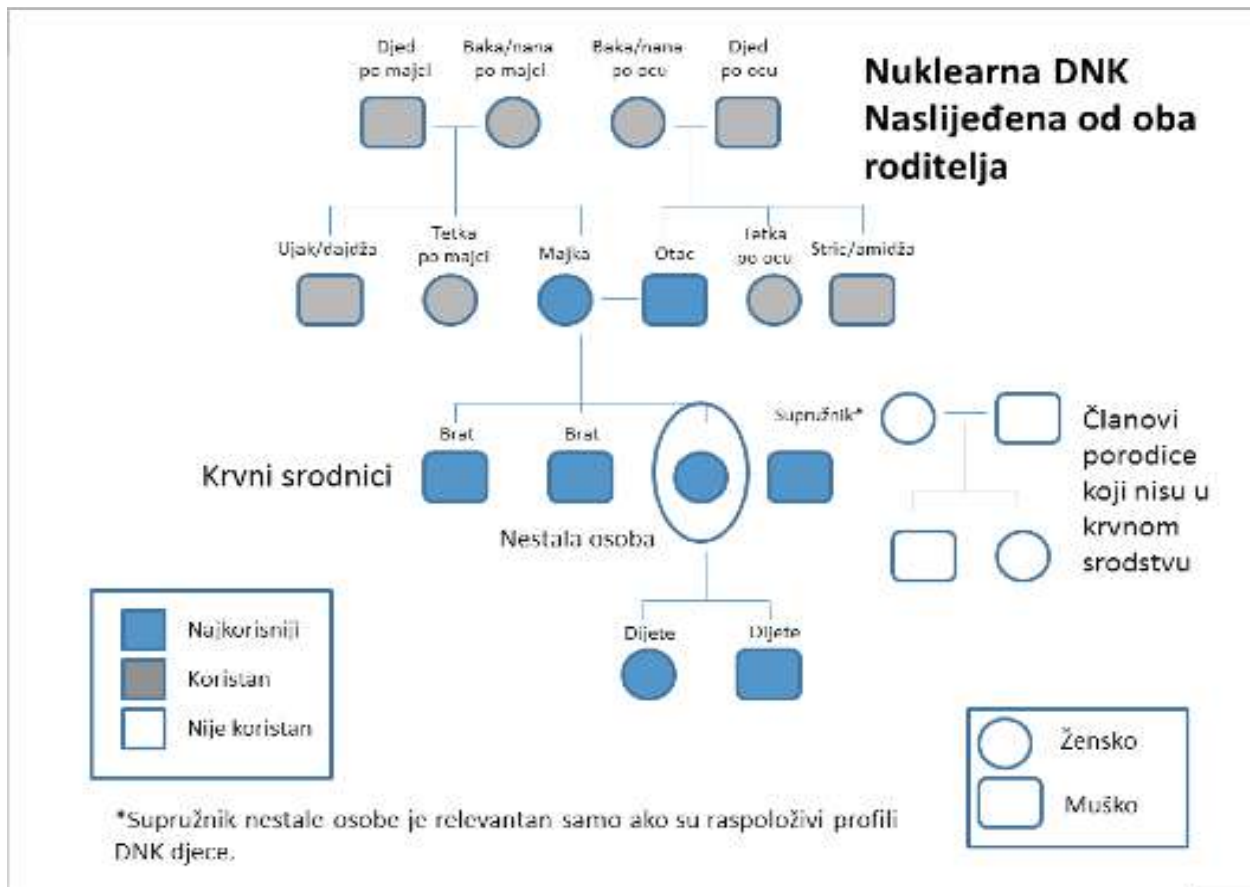 Djed
po majci
Baka/nana
po majci
Baka/nana
po ocu
Djed
po ocu
Nuklearna DNK
Naslijeđena od oba
roditelja
Ujak/dajdža
Tetka
po majci
Majka
Otac
Tetka
po ocu
Stric/amidža
Brat
Brat
Supružnik*
Članovi
porodice
koji nisu u
krvnom
srodstvu
Krvni srodnici
Nestala osoba
Dijete
Dijete
Najkorisniji
Koristan
Nije koristan
Žensko
Muško
*Supružnik nestale osobe je relevantan samo ako su raspoloživi profili
DNK djece.